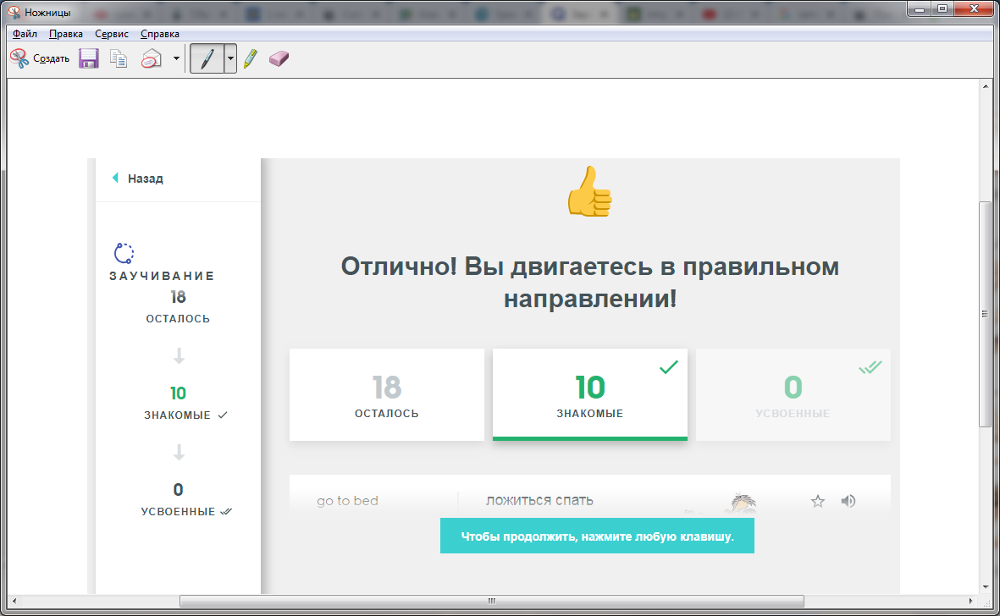 Ножницы
Файл Правка Сервис Справка
Создать
Назад
ЗАУЧИВАНИЕ
18
ОСТАЛОСЬ
10
ЗНАКОМЫЕ
0
УСВОЕННЫЕ
Отлично! Вы двигаетесь в правильном
направлении!
18
ОСТАЛОСЬ
10
ЗНАКОМЫЕ
0
УСВОЕННЫЕ
go to bed
ложиться спать
Чтобы продолжить, нажмите любую клавишу.